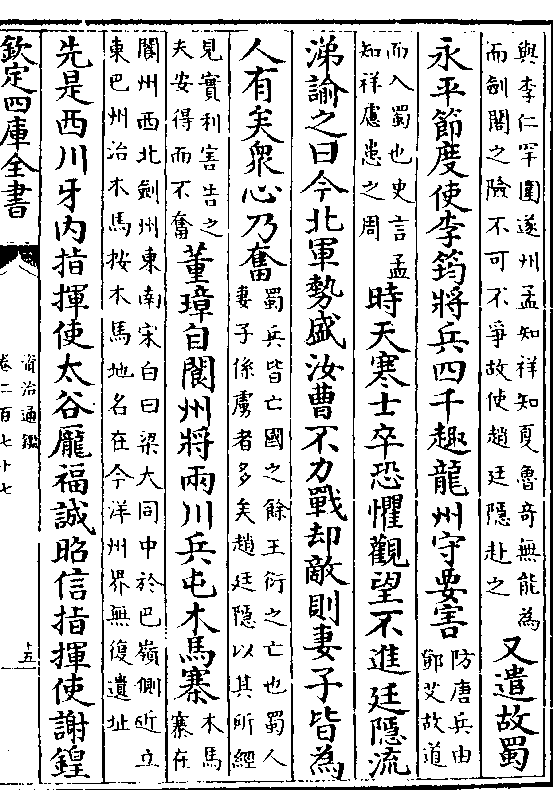 與李仁罕圍遂州孟知祥知夏魯奇無能為
而劍閣之險不可不爭故使趙廷隱赴之
又遣故蜀
永平節度使李筠將兵四千趣龍州守要害
防唐兵由
鄧艾故道
而入蜀也史言孟
知祥慮患之周
時天寒士卒恐懼觀望不進廷隱流
涕諭之曰今北軍勢盛汝曹不力戰却敵則妻子皆為
人有矣衆心乃奮
蜀兵皆亡國之餘王衍之亡也蜀人
妻子係虜者多矣趙廷隱以其所經
見實利害告之
夫安得而不奮
董璋自閬州將兩川兵屯木馬寨
木馬
寨在
閬州西北劍州東南宋白曰梁大同中於巴嶺側近立
東巴州治木馬按木馬地名在今洋州界無復遺址
先是西川牙內指揮使太谷龎福誠昭信指揮使謝鍠
欽定四庫全書
資治通鑑
卷二百七十七
十五